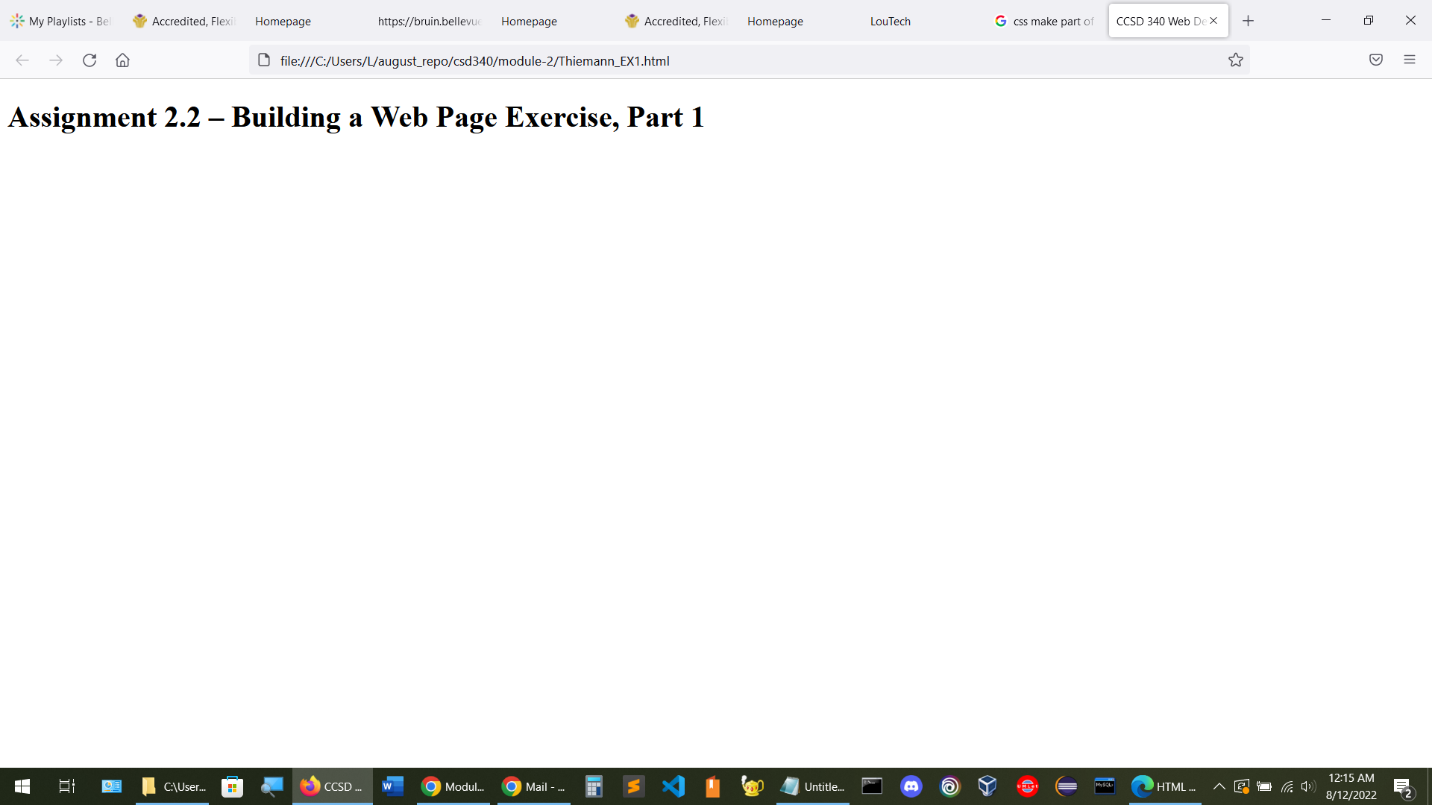 My Playlists - Be
Accredited, Flexi
Homepage
https://bruin.bellevue
Homepage
Accredited, Flexi
Homepage
LouTech
css make part of
CCSD 340 Web De
file:///C:/Users/L/august_repo/csd340/module-2/Thiemann_EX1.html
Assignment 2.2 – Building a Web Page Exercise, Part 1
C:\User...
CCSD ...
Modul...
Mail - ...
Untitle...
HTML ...
12:15 AM
8/12/2022
2